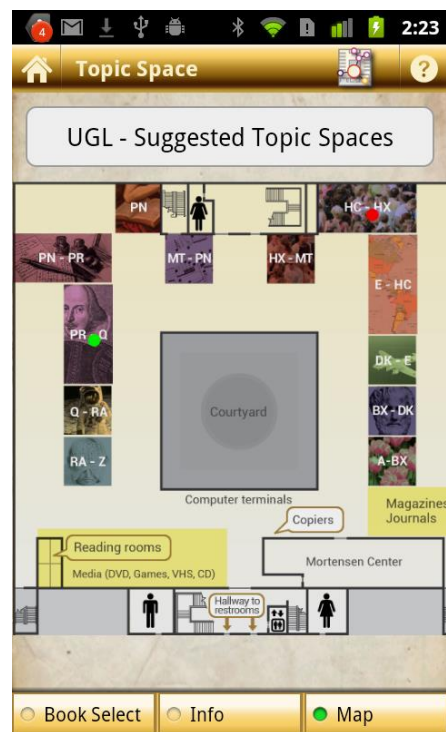 4
2:23
Topic Space
?
UGL - Suggested Topic Spaces
PN
HC - HX
PN - PR
MT - PN
HX - MT
E - HC
PR - Q
DK - E
Q - RA
Courtyard
BX - DK
RA - Z
A-BX
Computer terminals
Magazines
Journals
Copiers
Reading rooms
Mortensen Center
Media (DVD, Games, VHS, CD)
Hallway to
restrooms
Book Select
Info
Map